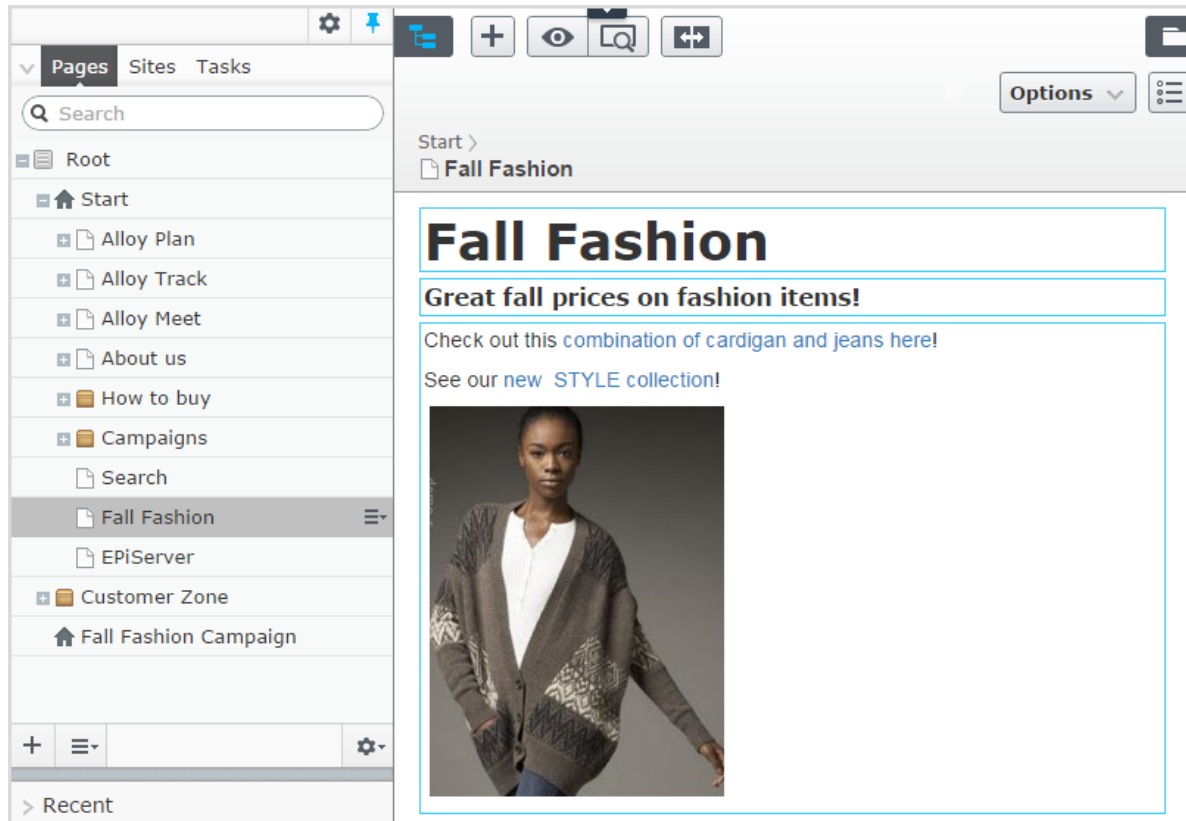 Pages Sites Tasks
Search
Root
Start
Alloy Plan
Alloy Track
Alloy Meet
About us
How to buy
Campaigns
Search
Fall Fashion
EPiServer
Customer Zone
Fall Fashion Campaign
Recent
Options
Start
Fall Fashion
Fall Fashion
Great fall prices on fashion items!
Check out this combination of cardigan and jeans here!
See our new STYLE collection!